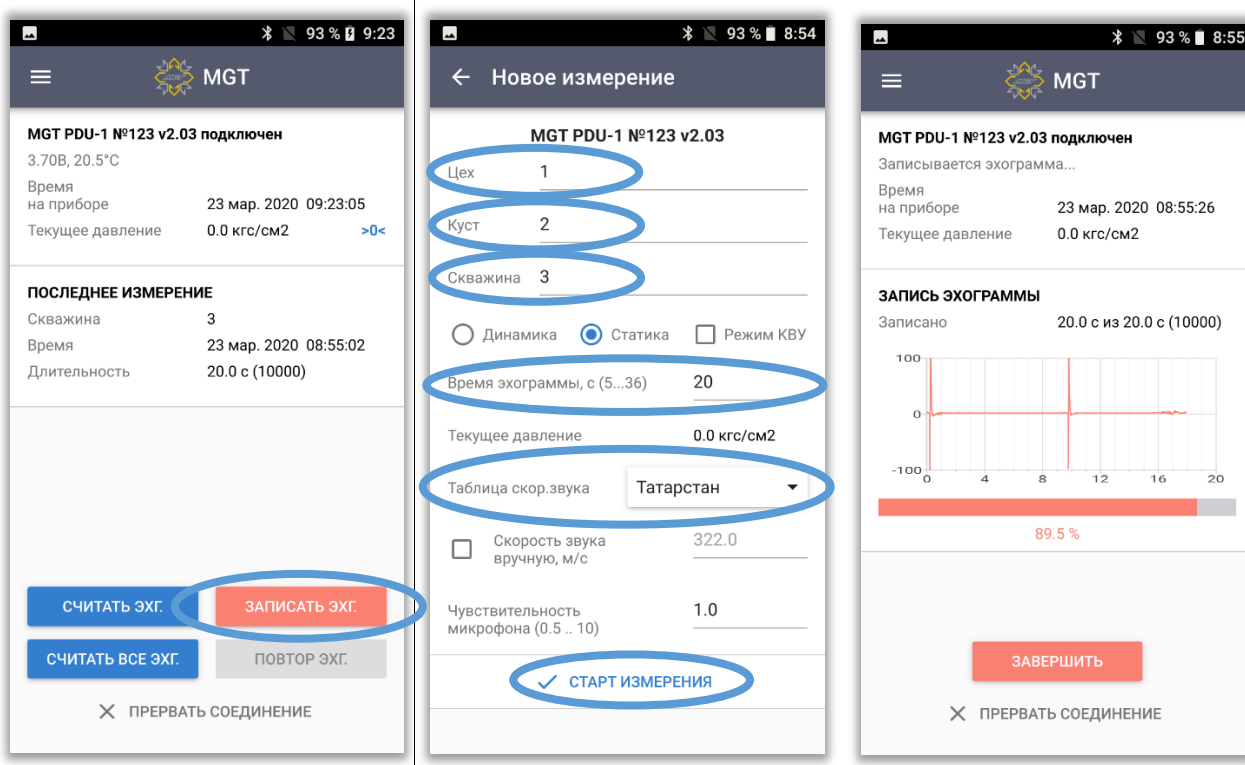 93 % 9:23
MGT
MGT PDU-1 №123 v2.03 подключен
3.70В, 20.5°C
Время
на приборе 23 мар. 2020 09:23:05
Текущее давление 0.0 кгс/см2 >0<
ПОСЛЕДНЕЕ ИЗМЕРЕНИЕ
Скважина 3
Время 23 мар. 2020 08:55:02
Длительность 20.0 с (10000)
СЧИТАТЬ ЭХГ. ЗАПИСАТЬ ЭХГ.
СЧИТАТЬ ВСЕ ЭХГ. ПОВТОР ЭХГ.
ПРЕРВАТЬ СОЕДИНЕНИЕ
93 % 8:54
Новое измерение
MGT PDU-1 №123 v2.03
Цех 1
Куст 2
Скважина 3
Динамика Статика Режим КВУ
Время эхограммы, с (5...36) 20
Текущее давление 0.0 кгс/см2
Таблица скор.звука Татарстан
Скорость звука 322.0
вручную, м/с
Чувствительность 1.0
микрофона (0.5 .. 10)
СТАРТ ИЗМЕРЕНИЯ
93 % 8:55
MGT
MGT PDU-1 №123 v2.03 подключен
Записывается эхограмма...
Время
на приборе 23 мар. 2020 08:55:26
Текущее давление 0.0 кгс/см2
ЗАПИСЬ ЭХОГРАММЫ
Записано 20.0 с из 20.0 с (10000)
100
0
-100
0 4 8 12 16 20
89.5 %
ЗАВЕРШИТЬ
ПРЕРВАТЬ СОЕДИНЕНИЕ